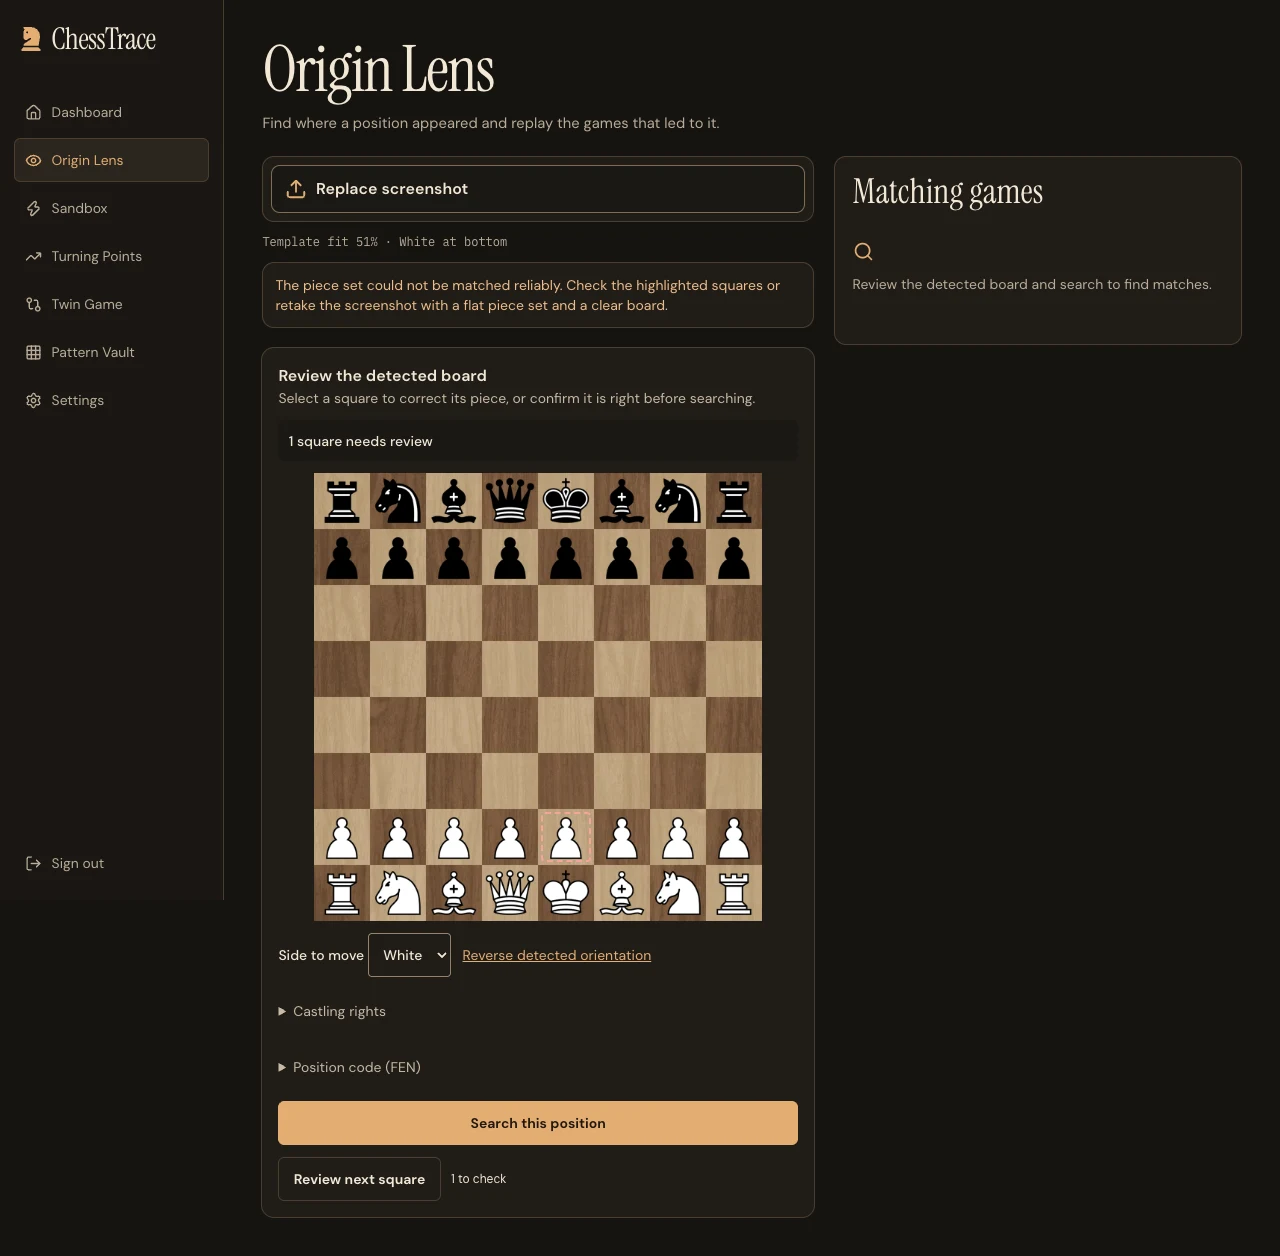 ChessTrace
Dashboard
Origin Lens
Sandbox
Turning Points
Twin Game
Pattern Vault
Settings
Sign out
Origin Lens
Find where a position appeared and replay the games that led to it.
Replace screenshot
Template fit 51% · White at bottom
The piece set could not be matched reliably. Check the highlighted squares or
retake the screenshot with a flat piece set and a clear board.
Review the detected board
Select a square to correct its piece, or confirm it is right before searching.
1 square needs review
Side to move White Reverse detected orientation
Castling rights
Position code (FEN)
Search this position
Review next square 1 to check
Matching games
Review the detected board and search to find matches.